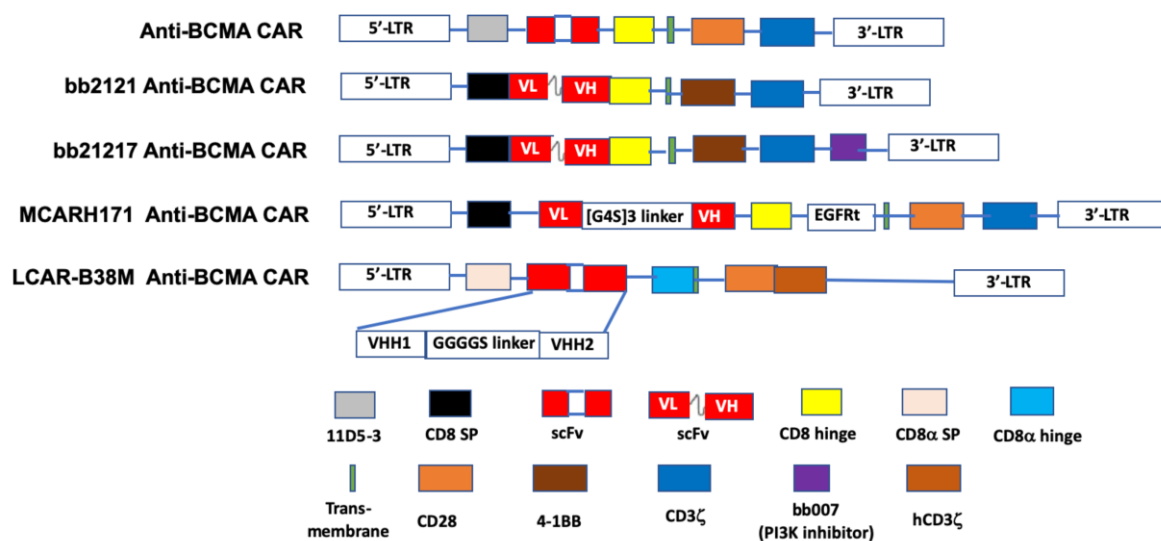 Anti-BCMA CAR 5’-LTR 3’-LTR
bb2121 Anti-BCMA CAR 5’-LTR VL VH 3’-LTR
bb21217 Anti-BCMA CAR 5’-LTR VL VH 3’-LTR
MCARH171 Anti-BCMA CAR 5’-LTR VL [G4S]3 linker VH EGFRt 3’-LTR
LCAR-B38M Anti-BCMA CAR 5’-LTR 3’-LTR
VHH1 GGGGS linker VHH2
VL VH
11D5-3 CD8 SP scFv scFv CD8 hinge CD8α SP CD8α hinge
Trans-
membrane CD28 4-1BB CD3ζ bb007 hCD3ζ
(PI3K inhibitor)